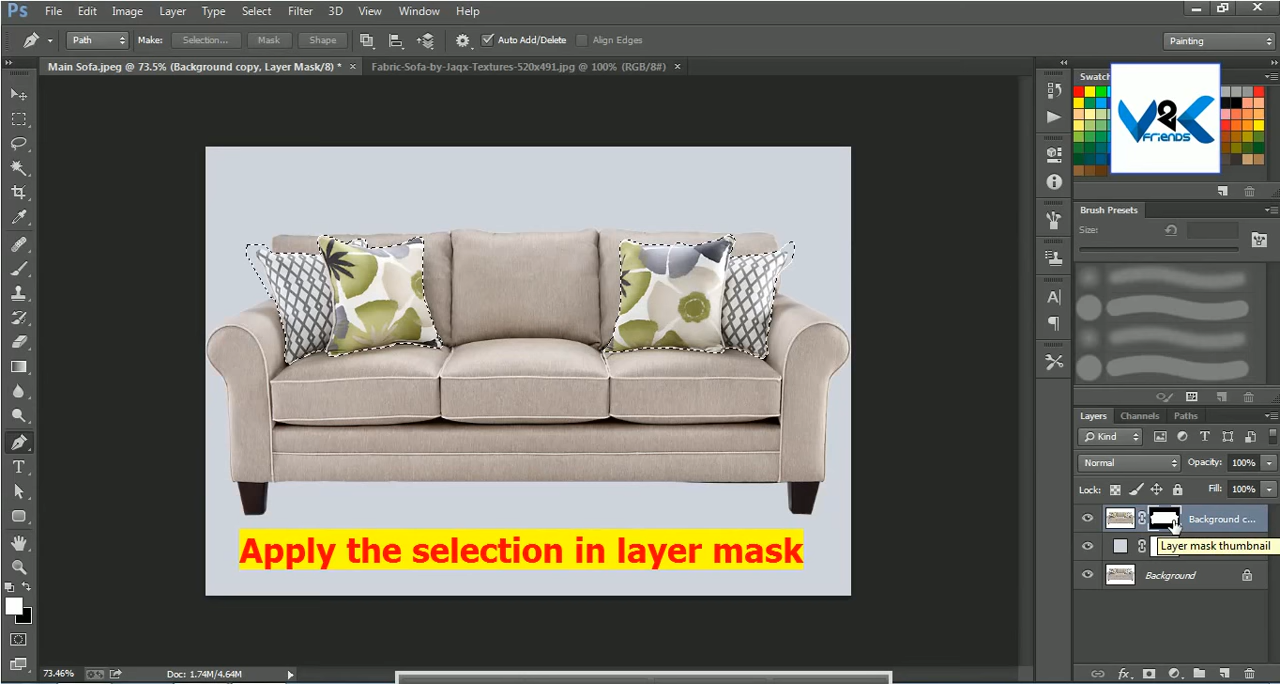 Ps File Edit Image Layer Type Select Filter 3D View Window Help
Path Make: Selection... Mask Shape Auto Add/Delete Align Edges Painting
Main Sofa.jpeg @ 73.5% (Background copy, Layer Mask/8) * × Fabric-Sofa-by-Jaqx-Textures-520x491.jpg @ 100% (RGB/8#) ×
Swatc
V2K
FRiENDS
Brush Presets
Size:
Layers Channels Paths
Kind
Normal Opacity: 100%
Lock: Fill: 100%
Background c...
Layer mask thumbnail
Background
Apply the selection in layer mask
73.46% Doc: 1.74M/4.64M